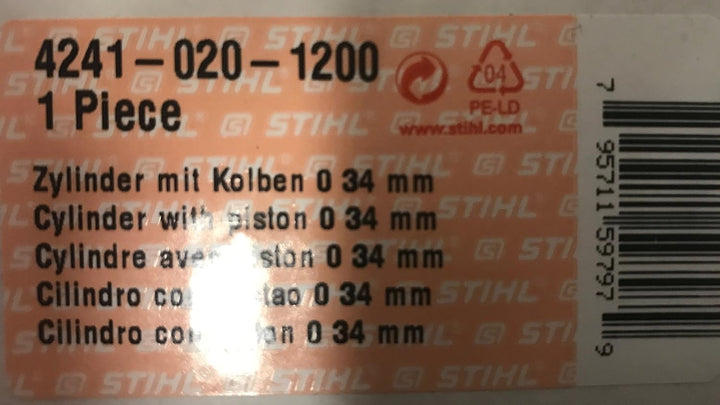 4241-020-1200
1 Piece
04
PE-LD
www.stihl.com
Zylinder mit Kolben 0 34 mm
Cylinder with piston 0 34 mm
Cylindre 0 34 mm
Cilindro 0 34 mm
Cilindro 0 34 mm
7 95711 59797 9
STIHL